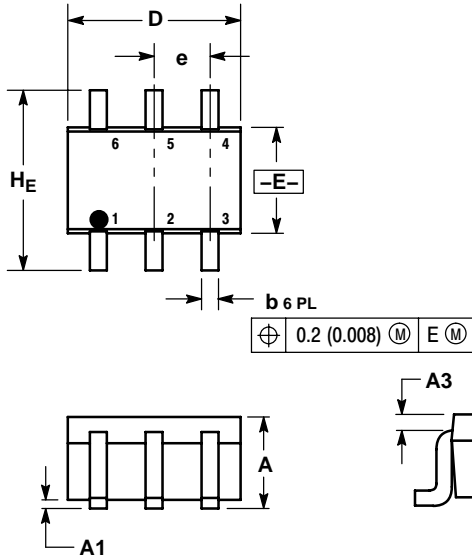 D
e
6 5 4
HE
–E–
1 2 3
b 6 PL
⌖ 0.2 (0.008) Ⓜ E Ⓜ
A3
A
A1